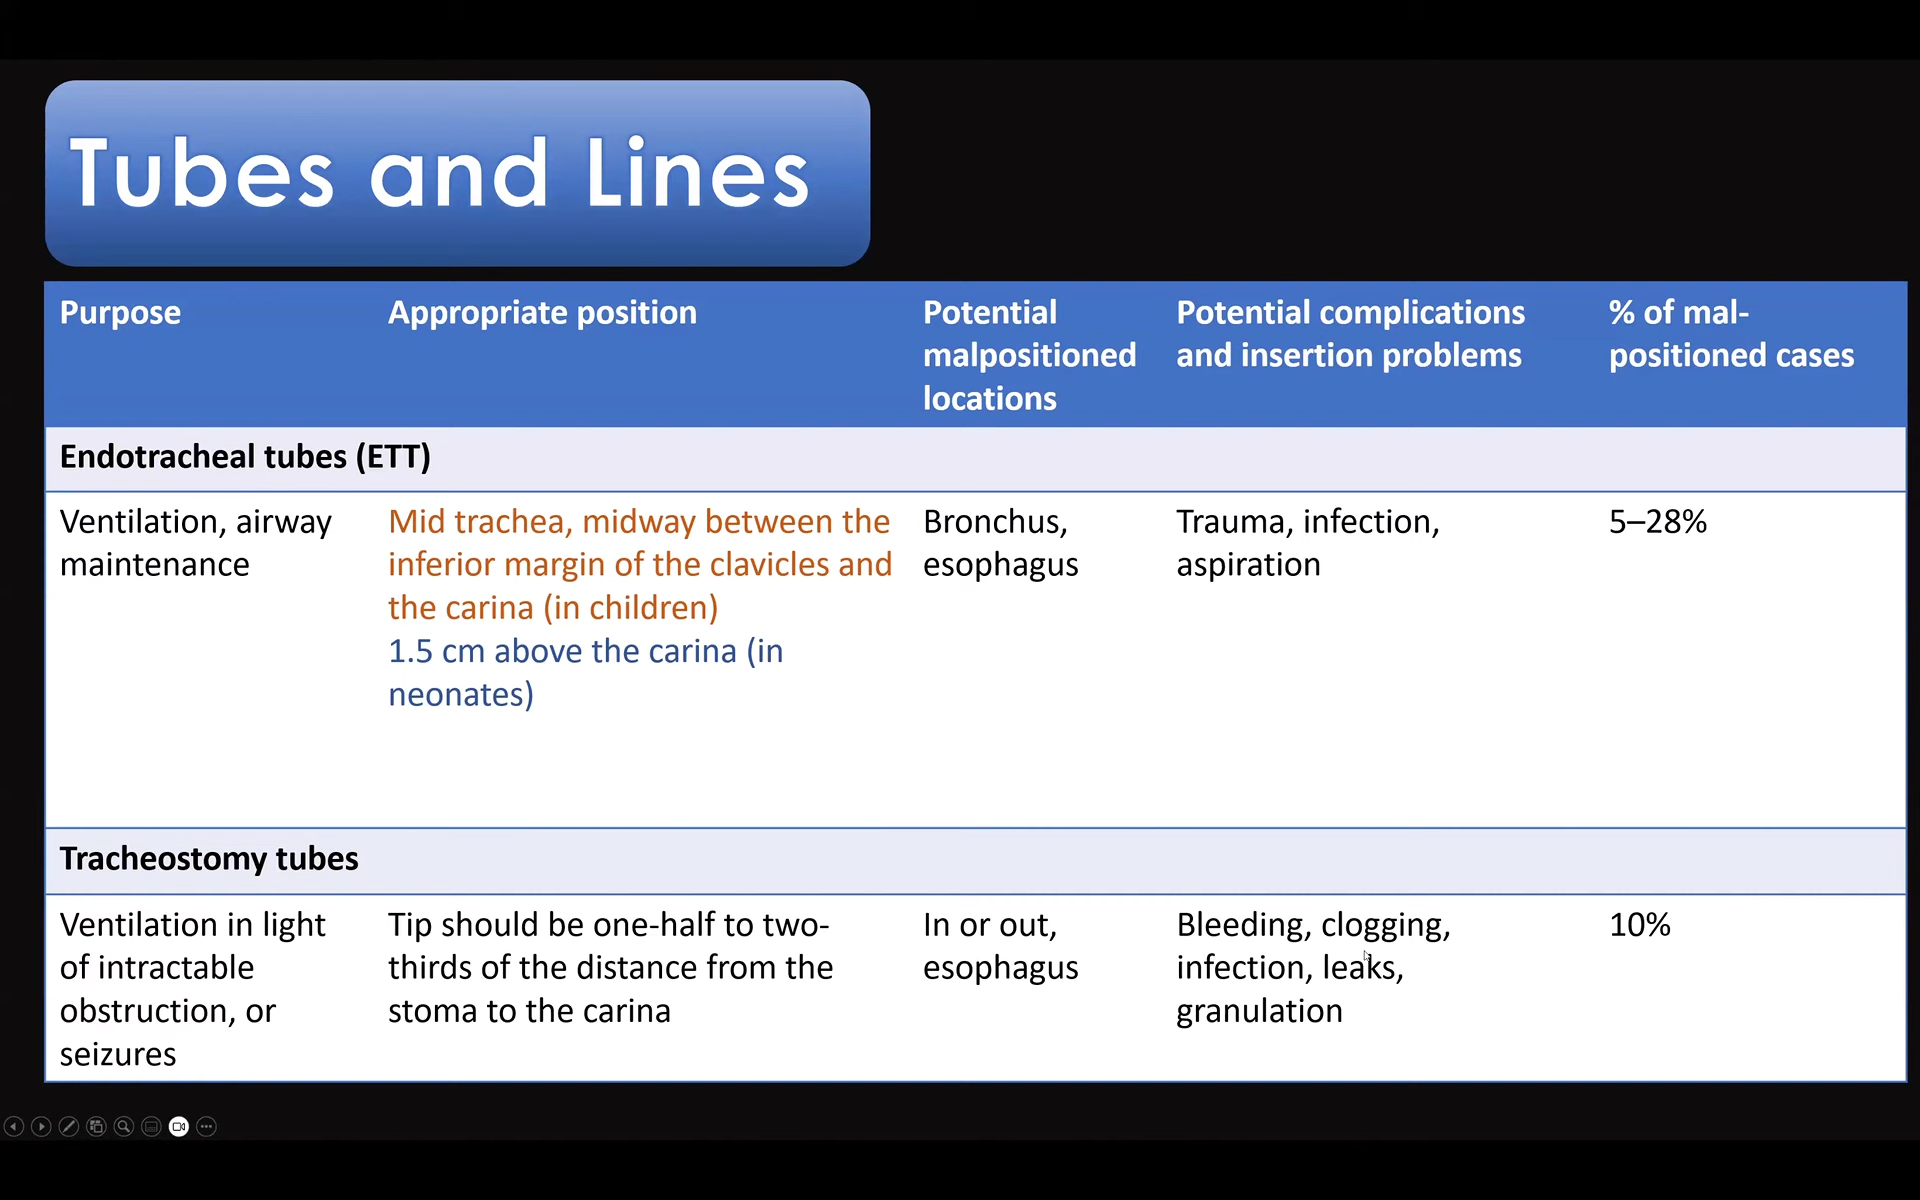 Tubes and Lines
Purpose
Appropriate position
Potential
malpositioned
locations
Potential complications
and insertion problems
% of mal-
positioned cases
Endotracheal tubes (ETT)
Ventilation, airway
maintenance
Mid trachea, midway between the
inferior margin of the clavicles and
the carina (in children)
1.5 cm above the carina (in
neonates)
Bronchus,
esophagus
Trauma, infection,
aspiration
5–28%
Tracheostomy tubes
Ventilation in light
of intractable
obstruction, or
seizures
Tip should be one-half to two-
thirds of the distance from the
stoma to the carina
In or out,
esophagus
Bleeding, clogging,
infection, leaks,
granulation
10%